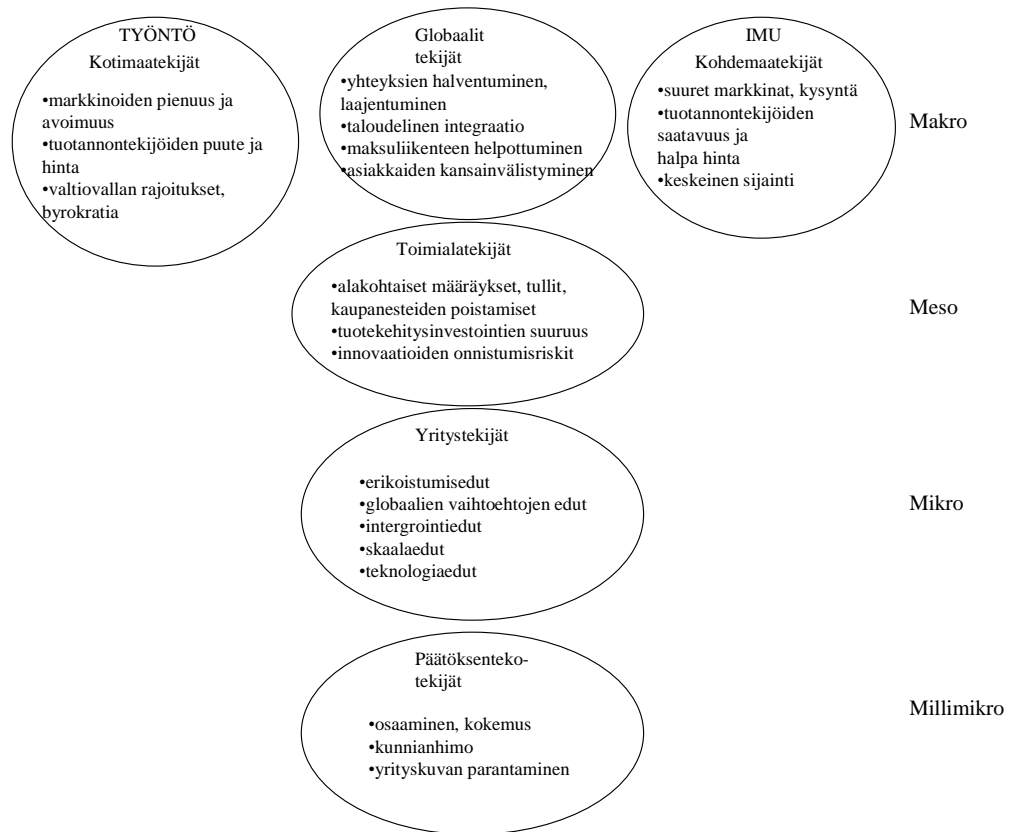 TYÖNTÖ
Kotimaatekijät
•markkinoiden pienuus ja
avoimuus
•tuotannontekijöiden puute ja
hinta
•valtiovallan rajoitukset,
byrokratia
Globaalit
tekijät
•yhteyksien halventuminen,
laajentuminen
•taloudelinen integraatio
•maksuliikenteen helpottuminen
•asiakkaiden kansainvälistyminen
IMU
Kohdemaatekijät
•suuret markkinat, kysyntä
•tuotannontekijöiden
saatavuus ja
halpa hinta
•keskeinen sijainti
Makro
Toimialatekijät
•alakohtaiset määräykset, tullit,
kaupanesteiden poistamiset
•tuotekehitysinvestointien suuruus
•innovaatioiden onnistumisriskit
Meso
Yritystekijät
•erikoistumisedut
•globaalien vaihtoehtojen edut
•intergrointiedut
•skaalaedut
•teknologiaedut
Mikro
Päätöksenteko-
tekijät
•osaaminen, kokemus
•kunnianhimo
•yrityskuvan parantaminen
Millimikro